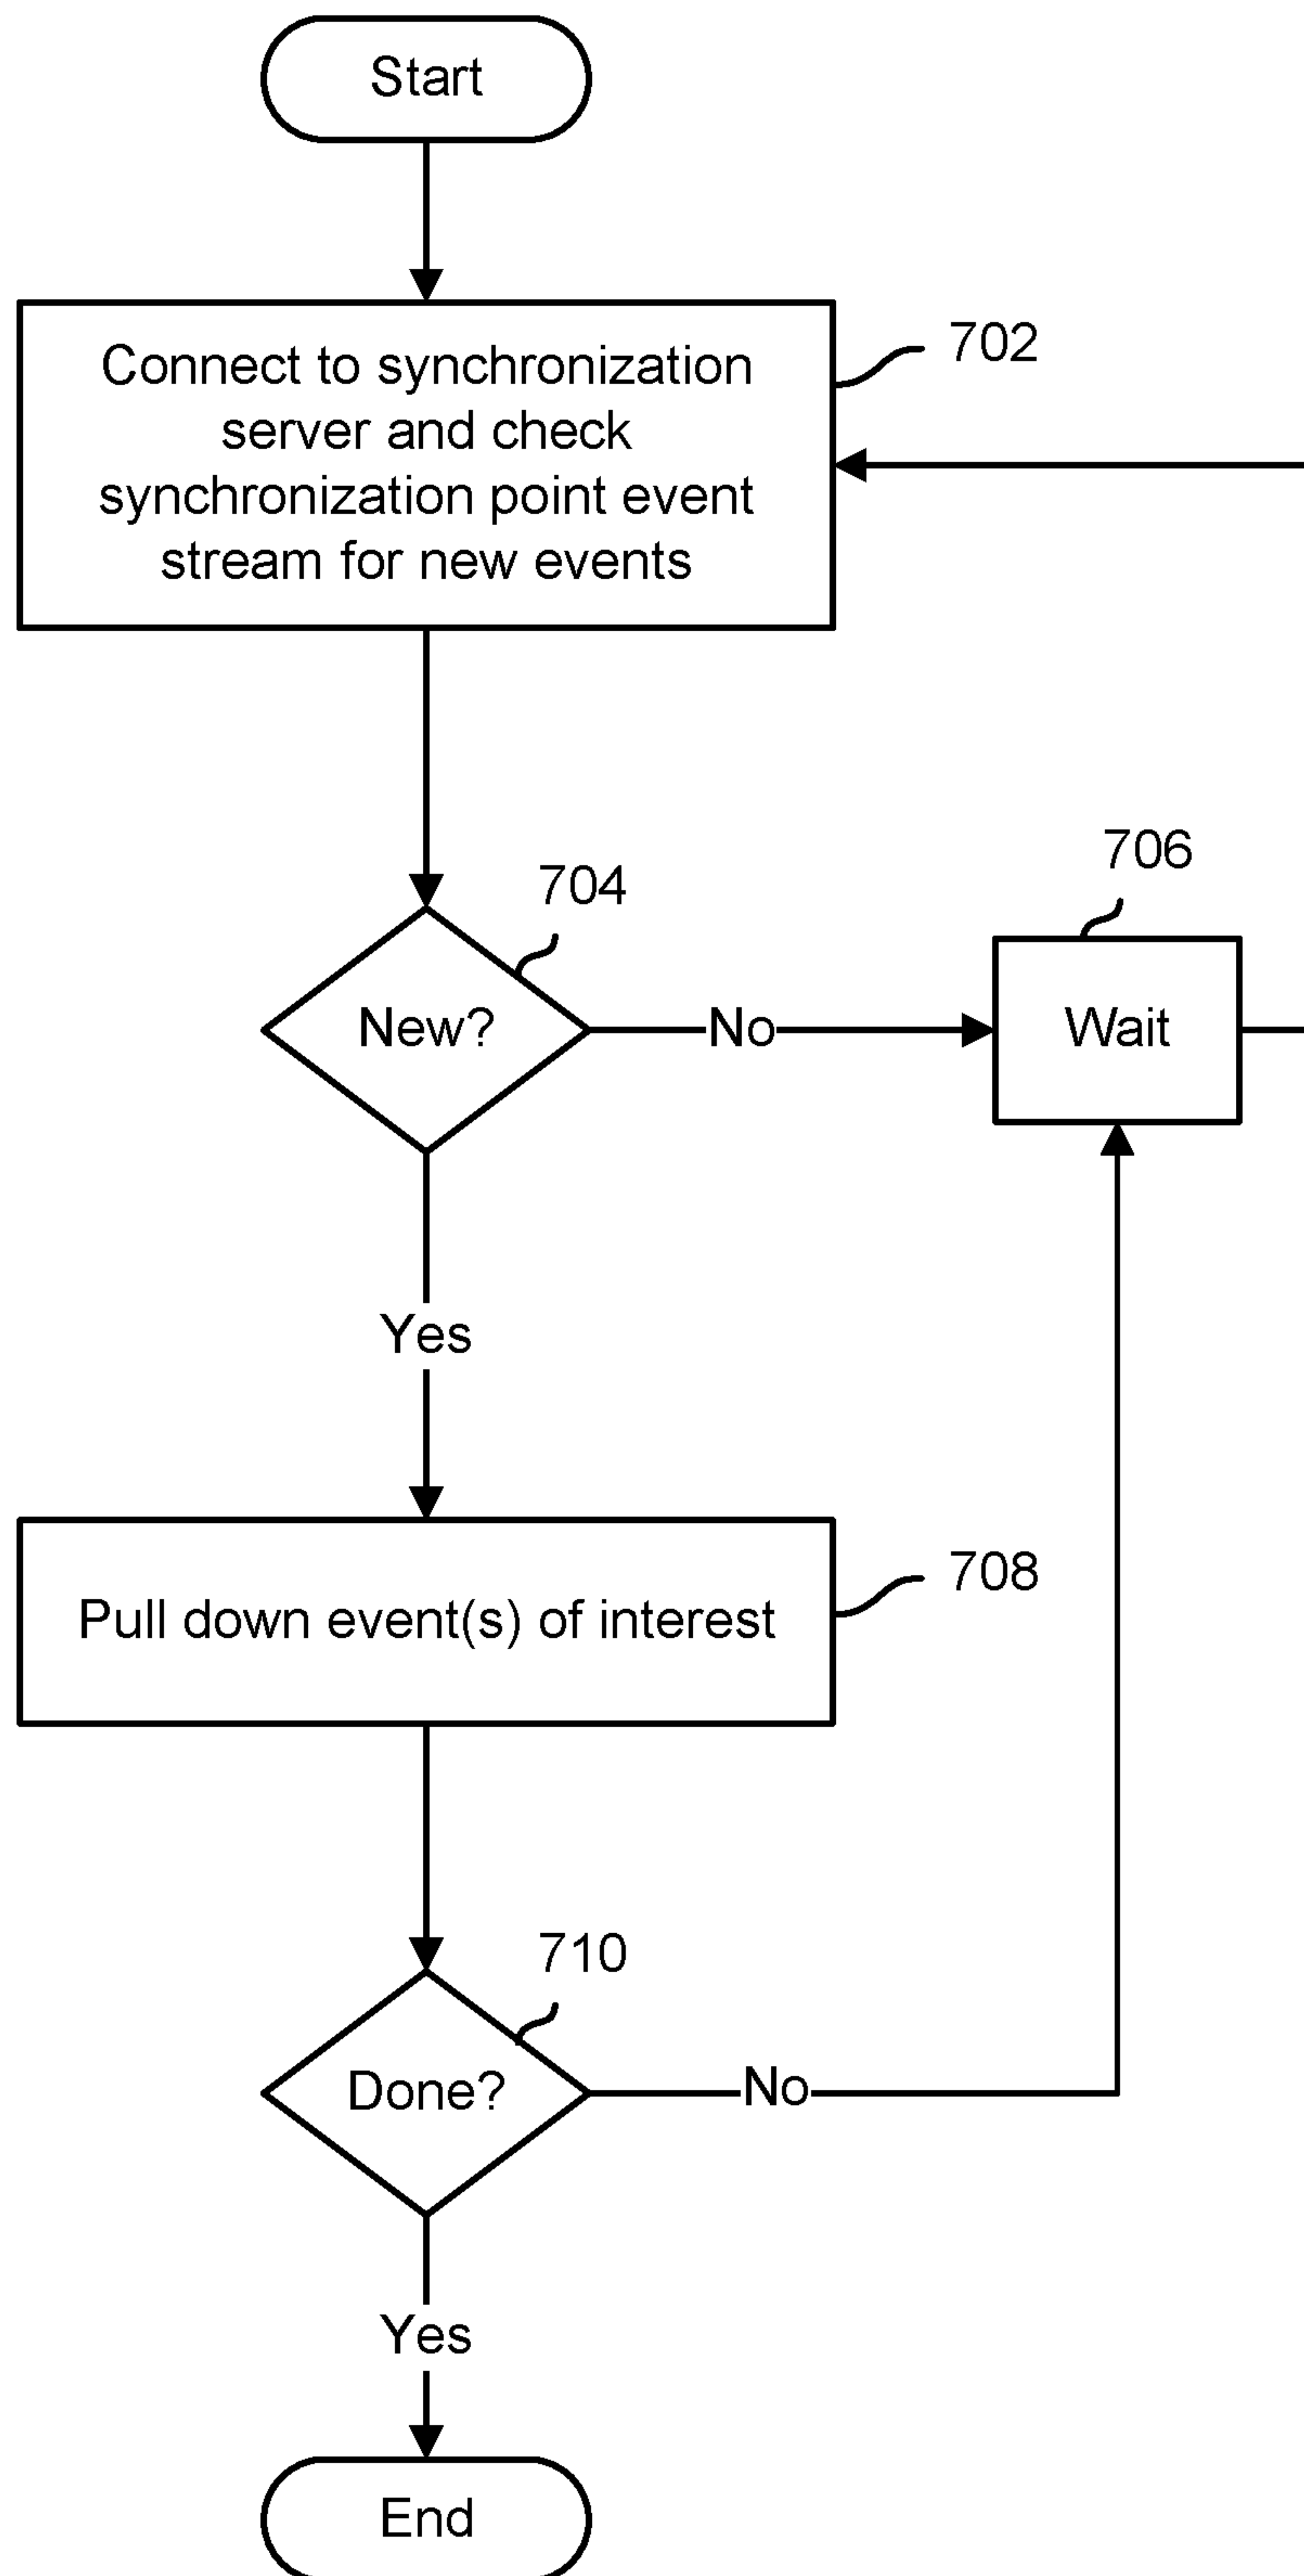 Start
Connect to synchronization
server and check
synchronization point event
stream for new events
702
704
New?
No
706
Wait
Yes
Pull down event(s) of interest
708
710
Done?
No
Yes
End